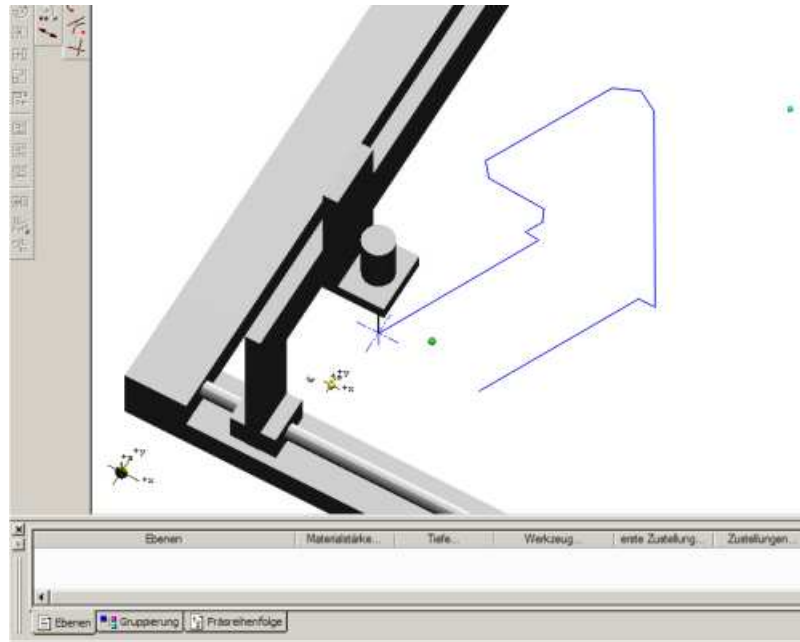 +y
+x
+z +y
+x
Ebenen Materialstärke... Tiefe... Werkzeug... erste Zustellung... Zustellungen...
Ebenen Gruppierung Fräsreihenfolge